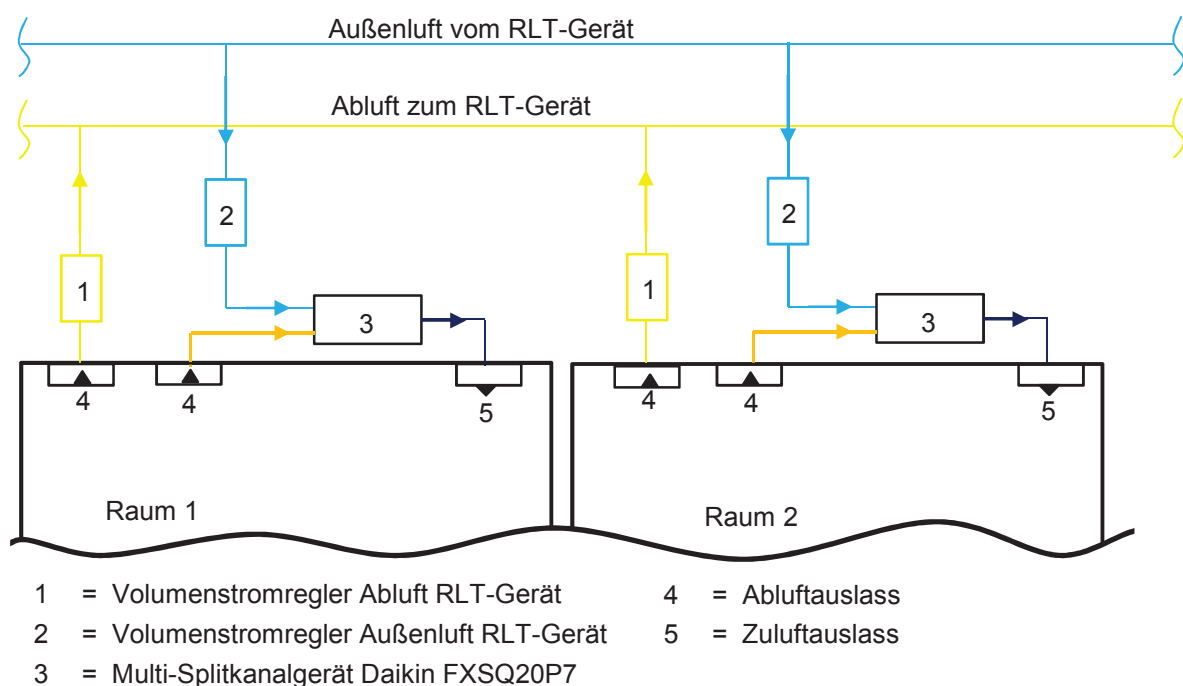 Außenluft vom RLT-Gerät
Abluft zum RLT-Gerät
2
2
1
1
3
3
4
4
5
4
4
5
Raum 1
Raum 2
1 = Volumenstromregler Abluft RLT-Gerät
4 = Abluftauslass
2 = Volumenstromregler Außenluft RLT-Gerät
5 = Zuluftauslass
3 = Multi-Splitkanalgerät Daikin FXSQ20P7